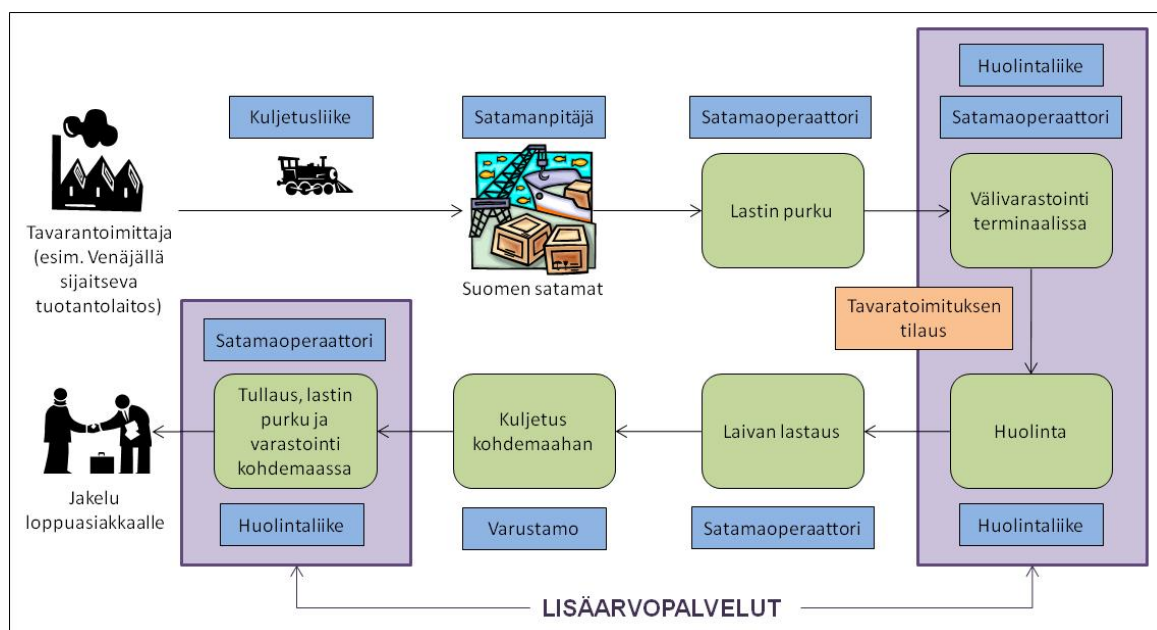 Huolintaliike
Kuljetusliike
Satamanpitäjä
Satamaoperaattori
Satamaoperaattori
Tavarantoimittaja
(esim. Venäjällä
sijaitseva
tuotantolaitos)
Suomen satamat
Lastin purku
Välivarastointi
terminaalissa
Tavaratoimituksen
tilaus
Satamaoperaattori
Jakelu
loppuasiakkaalle
Tullaus, lastin
purku ja
varastointi
kohdemaassa
Kuljetus
kohdemaahan
Laivan lastaus
Huolinta
Huolintaliike
Varustamo
Satamaoperaattori
Huolintaliike
LISÄARVOPALVELUT